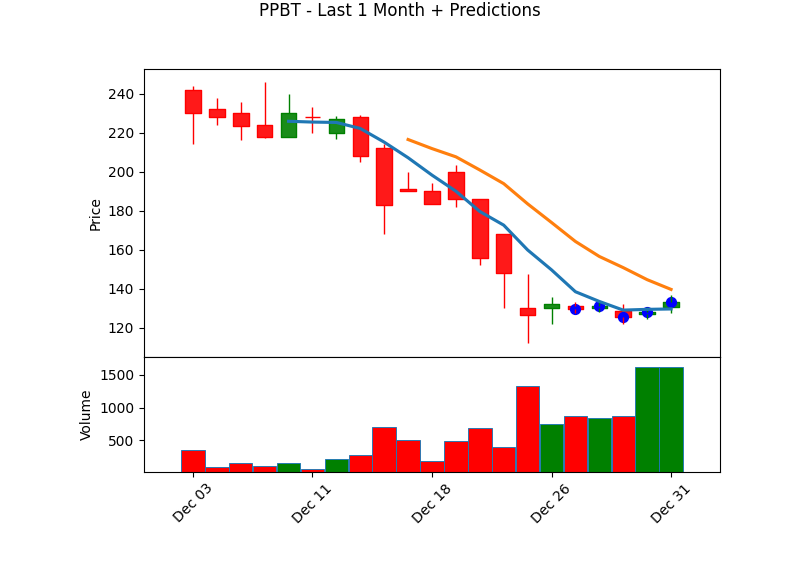 PPBT - Last 1 Month + Predictions
240
220
200
180
160
140
120
Price
1500
1000
500
Volume
Dec 03
Dec 11
Dec 18
Dec 26
Dec 31